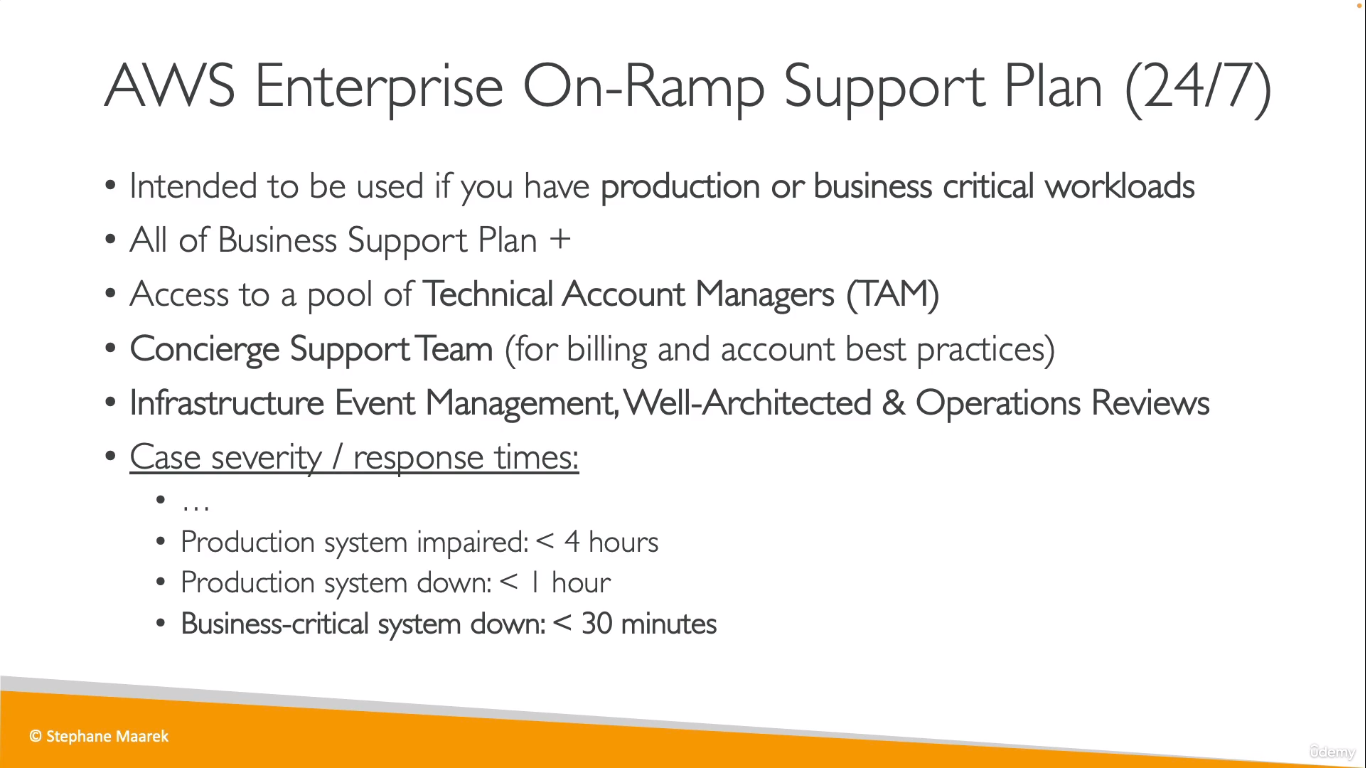 AWS Enterprise On-Ramp Support Plan (24/7)
• Intended to be used if you have production or business critical workloads
• All of Business Support Plan +
• Access to a pool of Technical Account Managers (TAM)
• Concierge Support Team (for billing and account best practices)
• Infrastructure Event Management, Well-Architected & Operations Reviews
• Case severity / response times:
• …
• Production system impaired: < 4 hours
• Production system down: < 1 hour
• Business-critical system down: < 30 minutes
© Stephane Maarek
ûdemy